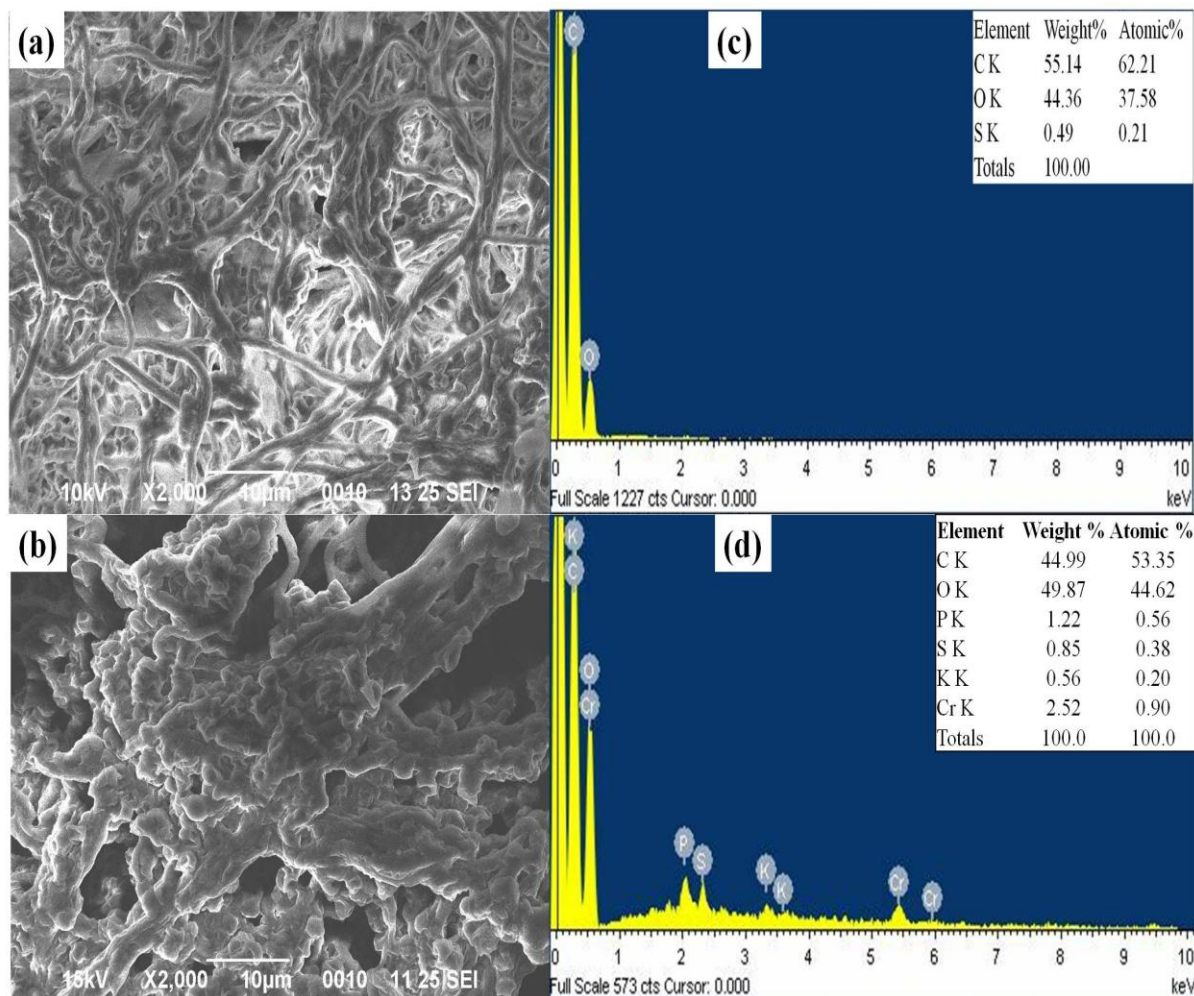 (a)
10kV X2,000 10µm 0010 13 25 SEI
(c)
C
O
Element Weight% Atomic%
C K 55.14 62.21
O K 44.36 37.58
S K 0.49 0.21
Totals 100.00
0 1 2 3 4 5 6 7 8 9 10
Full Scale 1227 cts Cursor: 0.000
keV
(b)
15kV X2,000 10µm 0010 11 25 SEI
(d)
K
C
O
Cr
P
S
K
K
Cr
Cr
Element Weight % Atomic %
C K 44.99 53.35
O K 49.87 44.62
P K 1.22 0.56
S K 0.85 0.38
K K 0.56 0.20
Cr K 2.52 0.90
Totals 100.0 100.0
0 1 2 3 4 5 6 7 8 9 10
Full Scale 573 cts Cursor: 0.000
keV